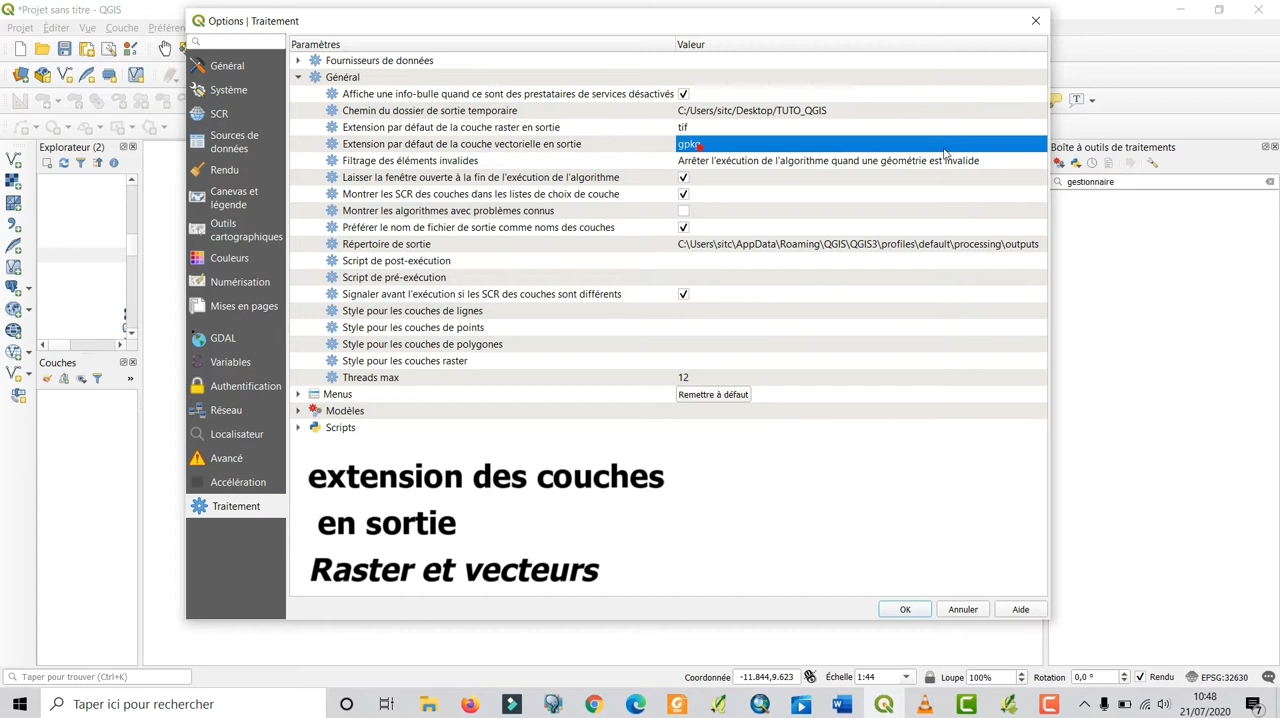 *Projet sans titre — QGIS
Projet Éditer Vue Couche Préféren
Options | Traitement
Paramètres Valeur
Général
Système
SCR
Sources de
données
Rendu
Canevas et
légende
Outils
cartographiques
Couleurs
Numérisation
Mises en pages
GDAL
Variables
Authentification
Réseau
Localisateur
Avancé
Accélération
Traitement
Fournisseurs de données
Général
Affiche une info-bulle quand ce sont des prestataires de services désactivés
Chemin du dossier de sortie temporaire C:/Users/sitc/Desktop/TUTO_QGIS
Extension par défaut de la couche raster en sortie tif
Extension par défaut de la couche vectorielle en sortie gpkg
Filtrage des éléments invalides Arrêter l'exécution de l'algorithme quand une géométrie est invalide
Laisser la fenêtre ouverte à la fin de l'exécution de l'algorithme
Montrer les SCR des couches dans les listes de choix de couche
Montrer les algorithmes avec problèmes connus
Préférer le nom de fichier de sortie comme noms des couches
Répertoire de sortie C:\Users\sitc\AppData\Roaming\QGIS\QGIS3\profiles\default\processing\outputs
Script de post-exécution
Script de pré-exécution
Signaler avant l'exécution si les SCR des couches sont différents
Style pour les couches de lignes
Style pour les couches de points
Style pour les couches de polygones
Style pour les couches raster
Threads max 12
Menus Remettre à défaut
Modèles
Scripts
extension des couches
en sortie
Raster et vecteurs
OK Annuler Aide
Explorateur (2)
Couches
Boîte à outils de traitements
gestionnaire
Taper pour trouver (Ctrl+K)
Coordonnée -11.844,9.623 Échelle 1:44 Loupe 100% Rotation 0,0 ° Rendu EPSG:32630
Taper ici pour rechercher
10:48
21/07/2020
7